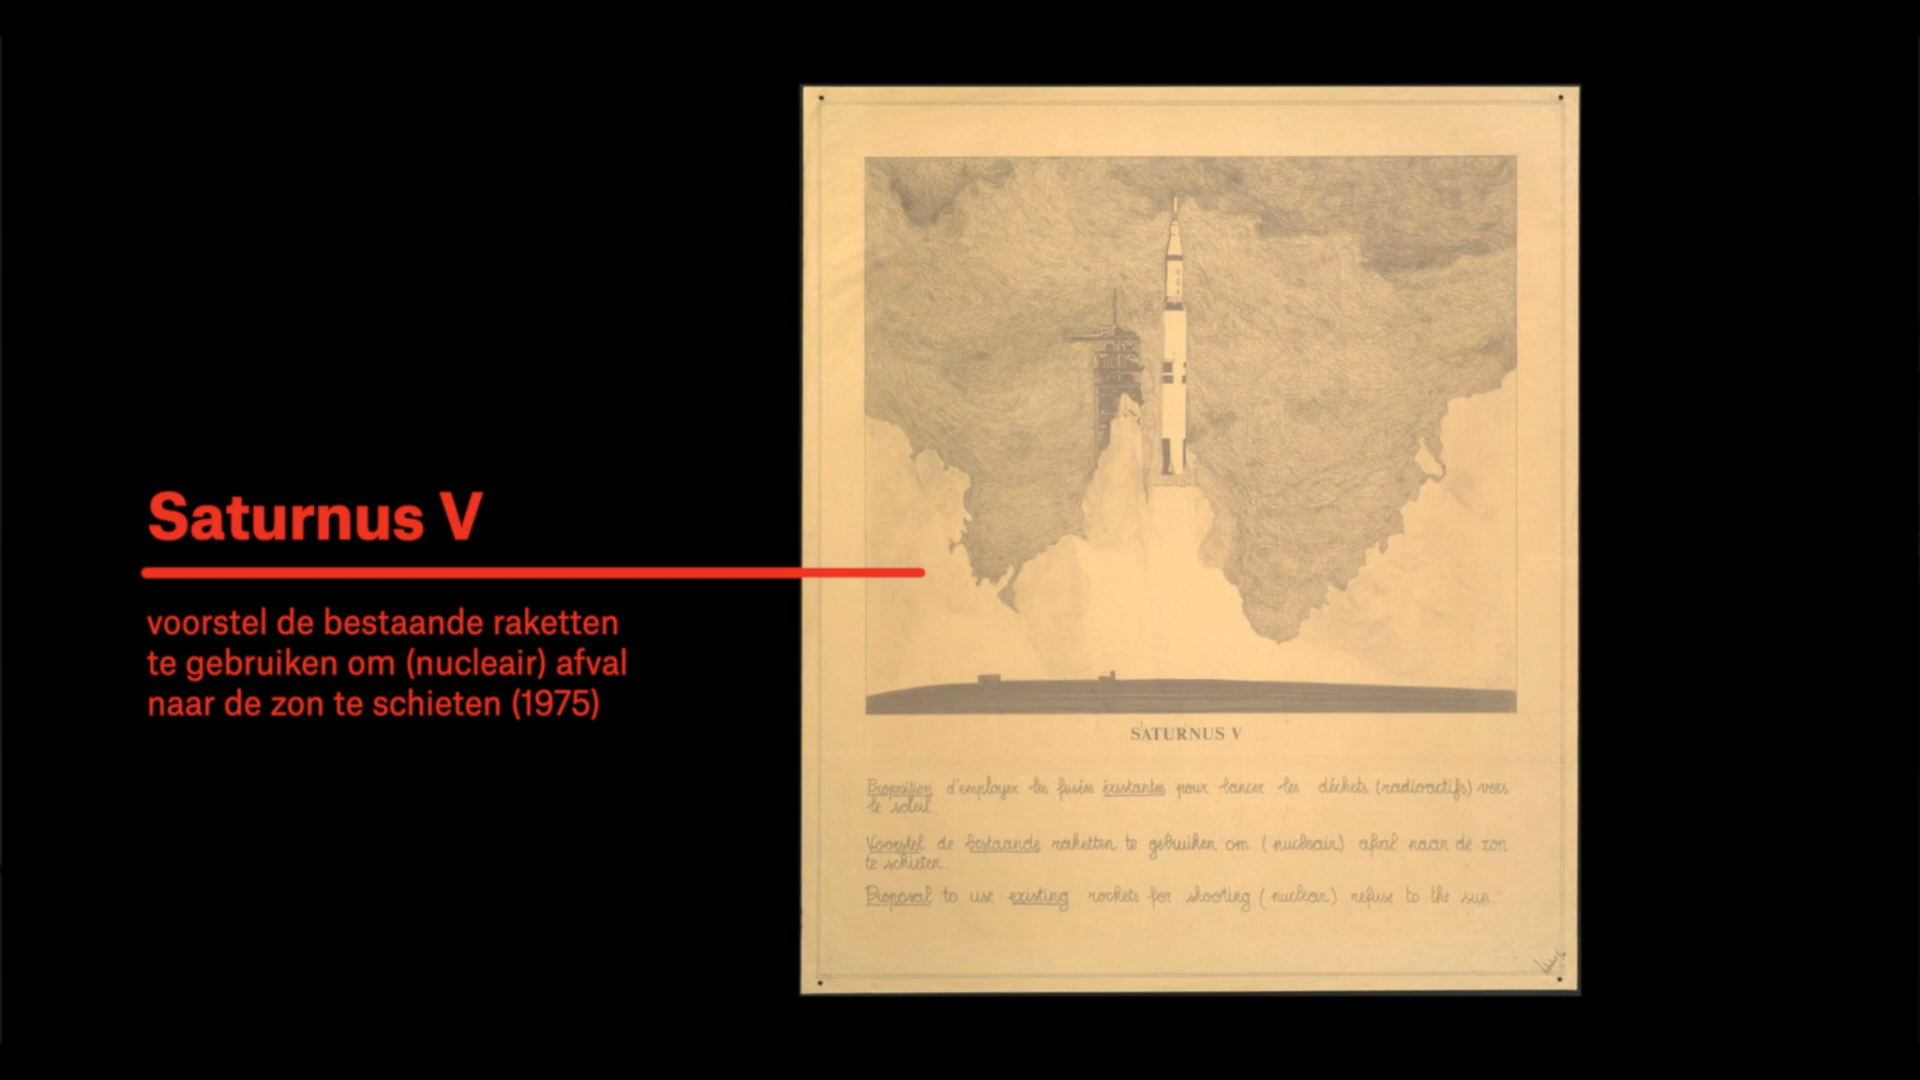 Saturnus V
voorstel de bestaande raketten
te gebruiken om (nucleair) afval
naar de zon te schieten (1975)
SATURNUS V
Proposition d'employer les fusées éxistantes pour lancer les déchets (radioactifs) vers
le soleil.
Voorstel de bestaande raketten te gebruiken om (nucleair) afval naar de zon
te schieten.
Proposal to use existing rockets for shooting (nuclear) refuse to the sun.